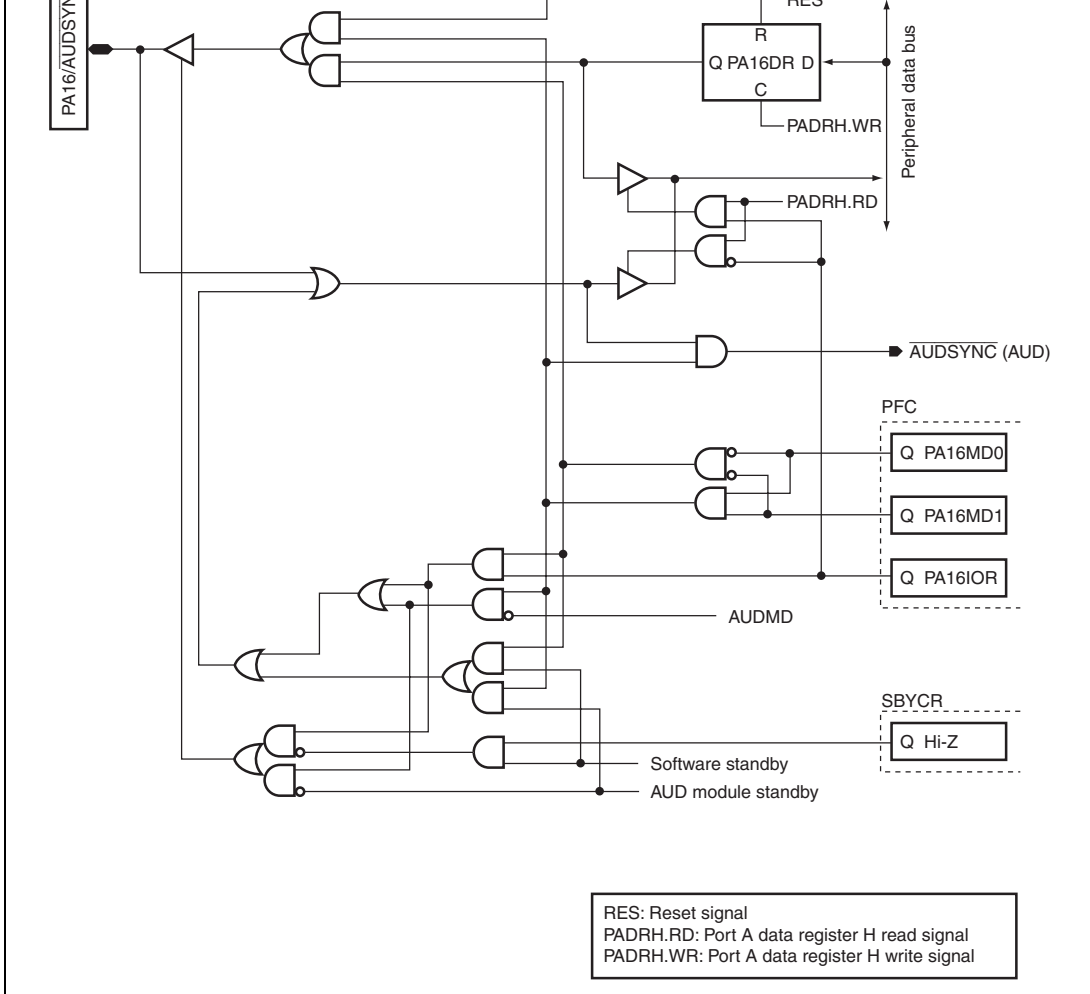 PA16/AUDSYN
RES
R
Q PA16DR D
C
PADRH.WR
Peripheral data bus
PADRH.RD
AUDSYNC (AUD)
PFC
Q PA16MD0
Q PA16MD1
Q PA16IOR
AUDMD
SBYCR
Q Hi-Z
Software standby
AUD module standby
RES: Reset signal
PADRH.RD: Port A data register H read signal
PADRH.WR: Port A data register H write signal